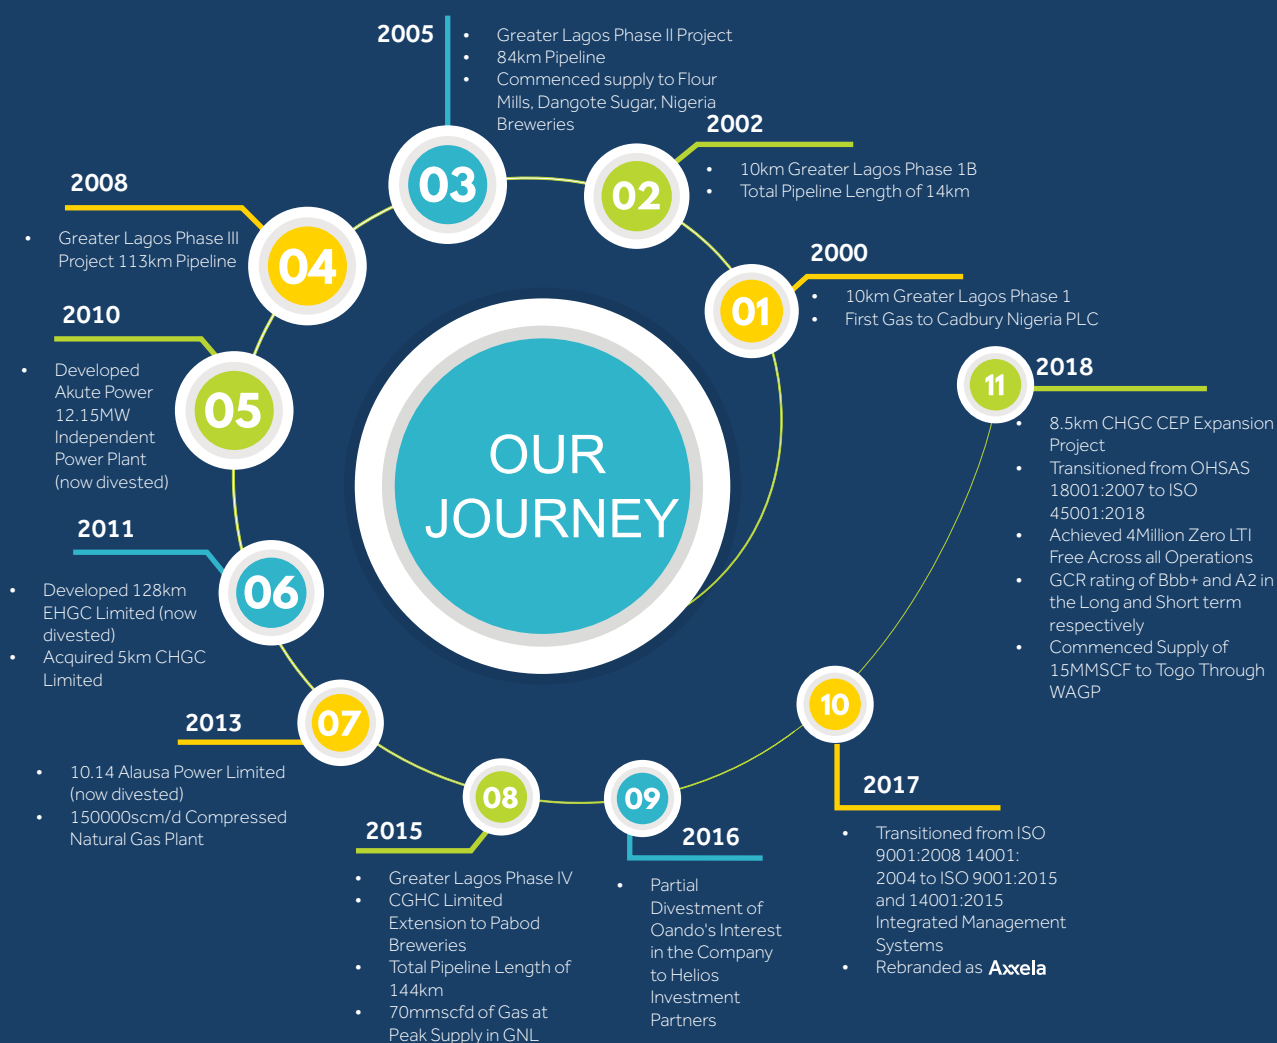 OUR
JOURNEY
01
2000
• 10km Greater Lagos Phase 1
• First Gas to Cadbury Nigeria PLC
02
2002
• 10km Greater Lagos Phase 1B
• Total Pipeline Length of 14km
03
2005
• Greater Lagos Phase II Project
• 84km Pipeline
• Commenced supply to Flour
Mills, Dangote Sugar, Nigeria
Breweries
04
2008
• Greater Lagos Phase III
Project 113km Pipeline
05
2010
• Developed
Akute Power
12.15MW
Independent
Power Plant
(now divested)
06
2011
• Developed 128km
EHGC Limited (now
divested)
• Acquired 5km CHGC
Limited
07
2013
• 10.14 Alausa Power Limited
(now divested)
• 150000scm/d Compressed
Natural Gas Plant
08
2015
• Greater Lagos Phase IV
• CGHC Limited
Extension to Pabod
Breweries
• Total Pipeline Length of
144km
• 70mmscfd of Gas at
Peak Supply in GNL
09
2016
• Partial
Divestment of
Oando's Interest
in the Company
to Helios
Investment
Partners
10
2017
• Transitioned from ISO
9001:2008 14001:
2004 to ISO 9001:2015
and 14001:2015
Integrated Management
Systems
• Rebranded as Axxela
11
2018
• 8.5km CHGC CEP Expansion
Project
• Transitioned from OHSAS
18001:2007 to ISO
45001:2018
• Achieved 4Million Zero LTI
Free Across all Operations
• GCR rating of Bbb+ and A2 in
the Long and Short term
respectively
• Commenced Supply of
15MMSCF to Togo Through
WAGP